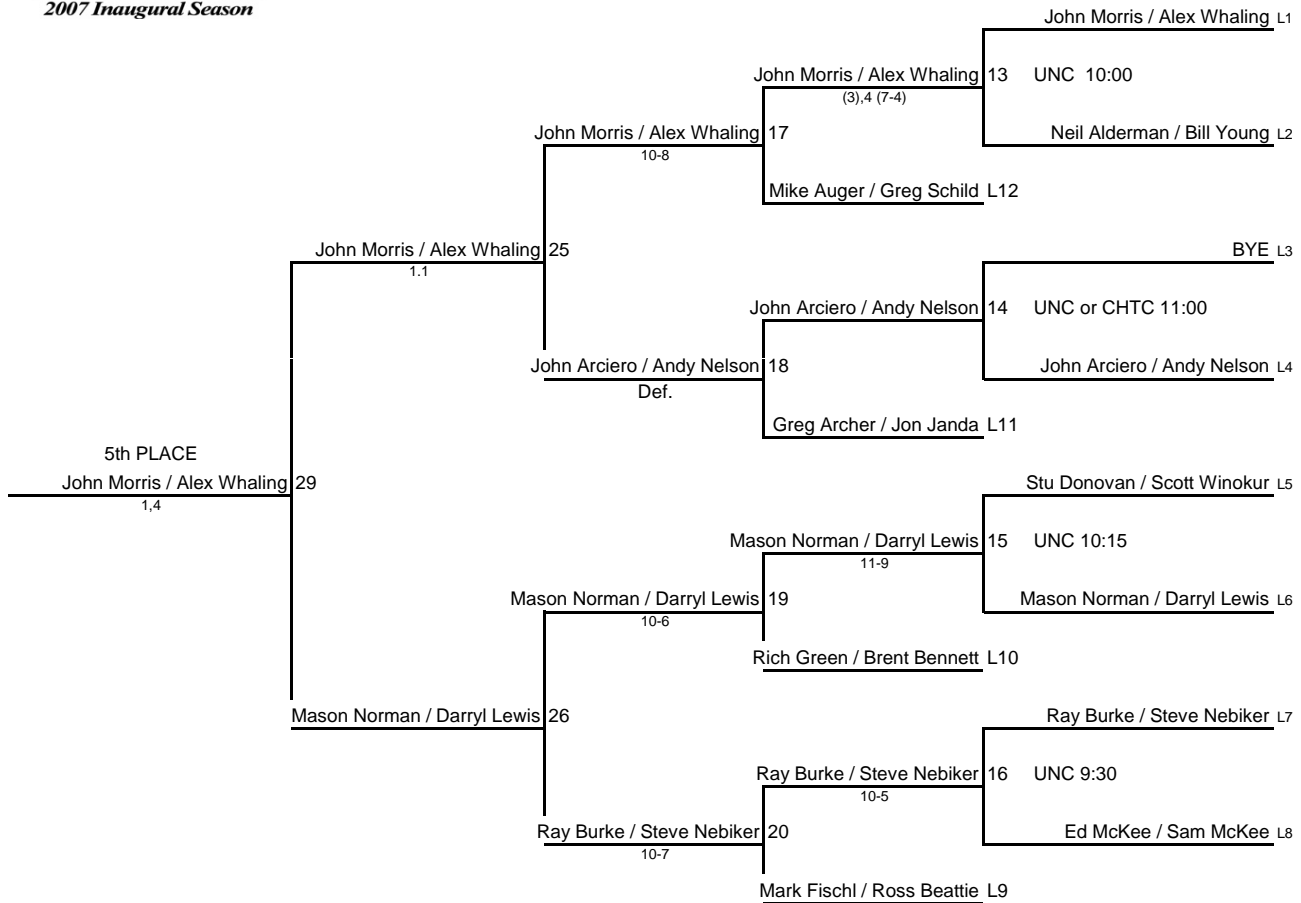 2007 Inaugural Season
John Morris / Alex Whaling L1
John Morris / Alex Whaling 13 UNC 10:00
(3),4 (7-4)
John Morris / Alex Whaling 17
10-8
Neil Alderman / Bill Young L2
Mike Auger / Greg Schild L12
John Morris / Alex Whaling 25
1.1
BYE L3
John Arciero / Andy Nelson 14 UNC or CHTC 11:00
John Arciero / Andy Nelson 18
Def.
John Arciero / Andy Nelson L4
Greg Archer / Jon Janda L11
5th PLACE
John Morris / Alex Whaling 29
1,4
Stu Donovan / Scott Winokur L5
Mason Norman / Darryl Lewis 15 UNC 10:15
11-9
Mason Norman / Darryl Lewis 19
10-6
Mason Norman / Darryl Lewis L6
Rich Green / Brent Bennett L10
Mason Norman / Darryl Lewis 26
Ray Burke / Steve Nebiker L7
Ray Burke / Steve Nebiker 16 UNC 9:30
10-5
Ray Burke / Steve Nebiker 20
10-7
Ed McKee / Sam McKee L8
Mark Fischl / Ross Beattie L9